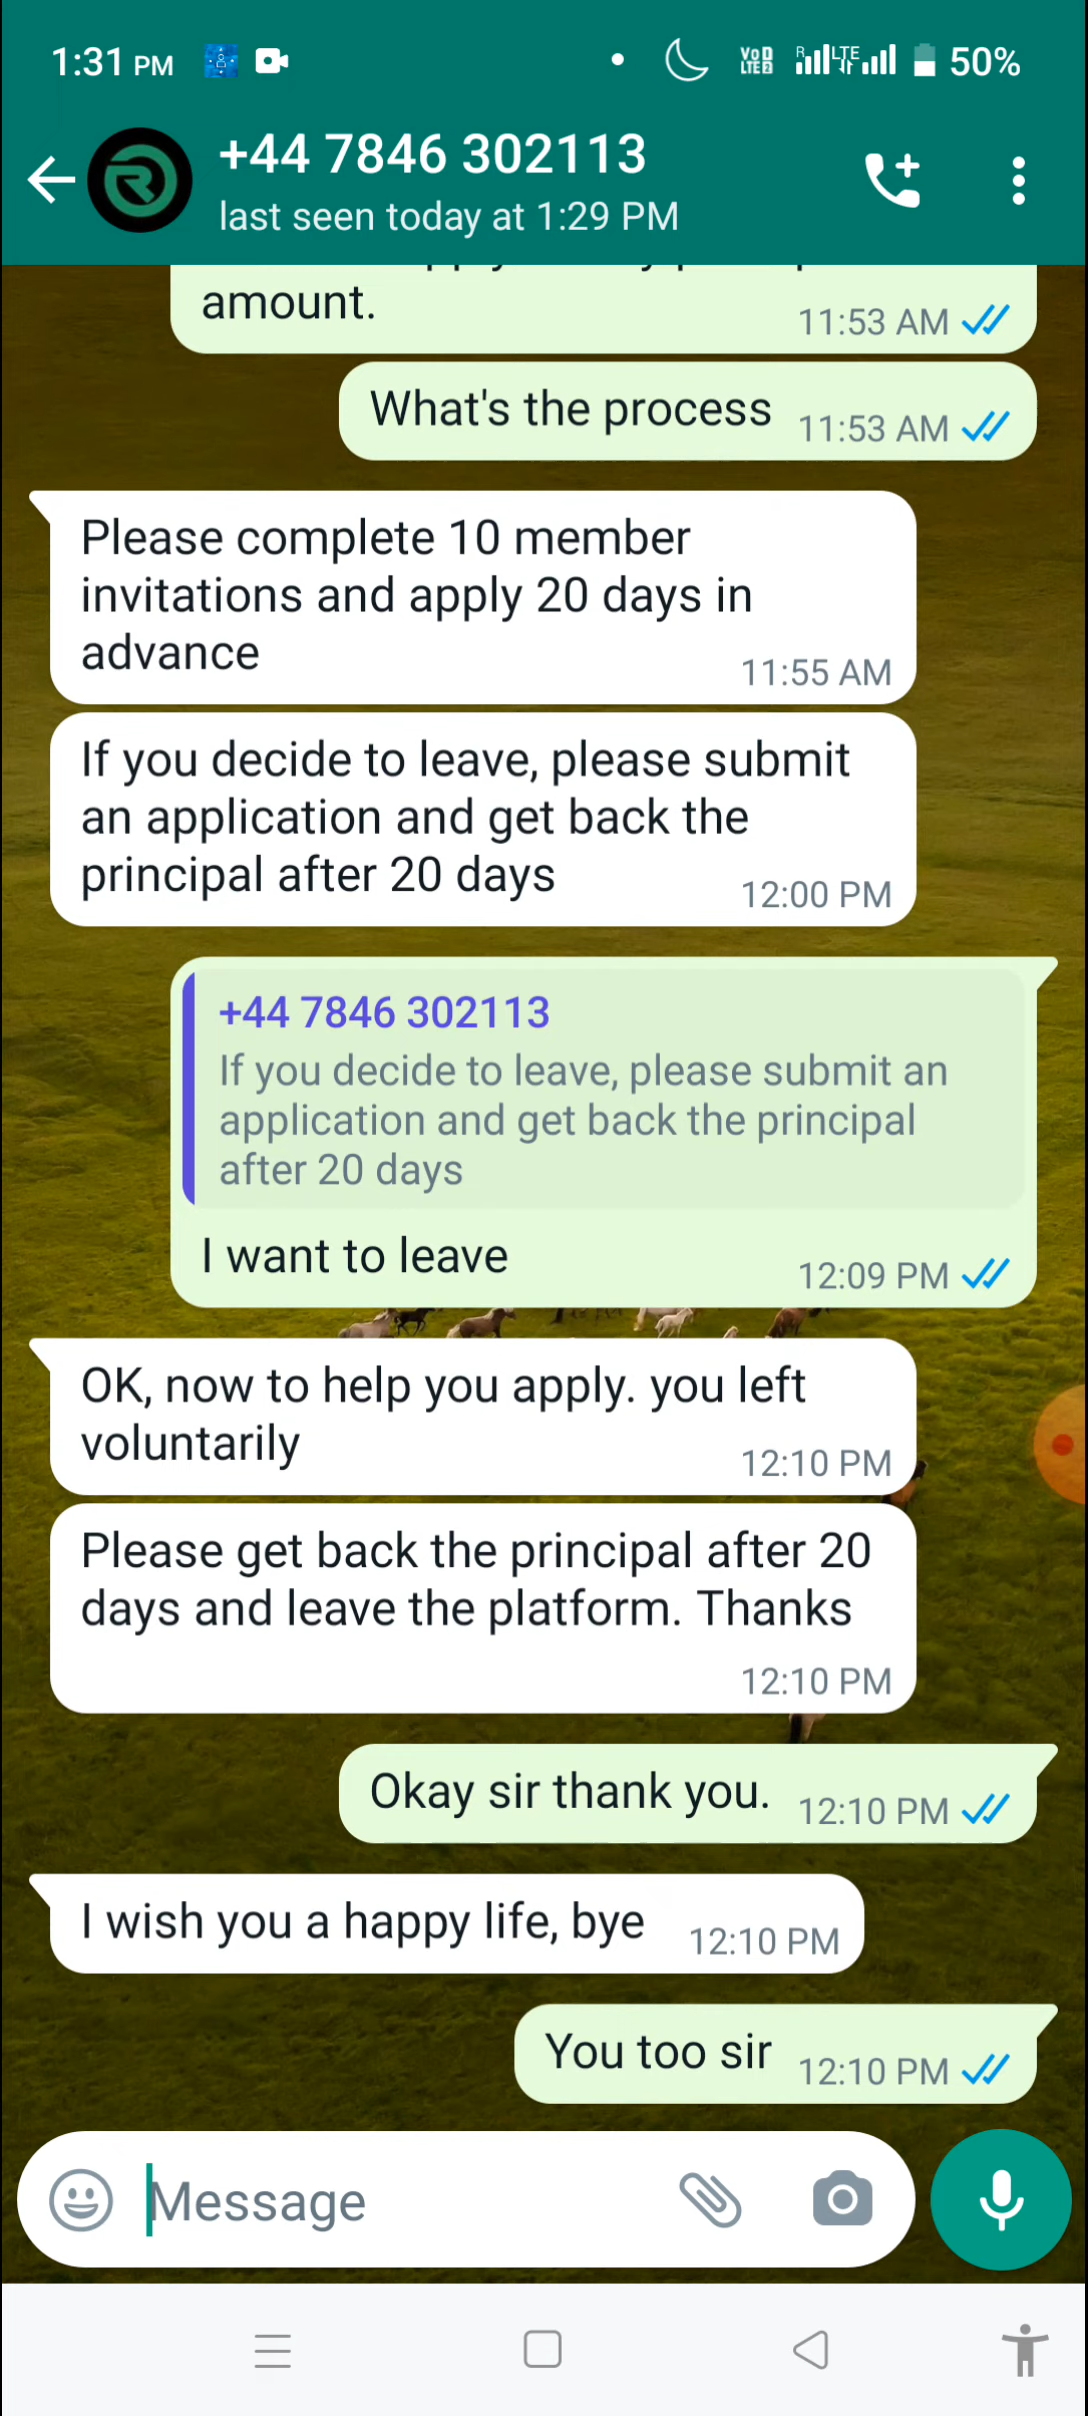 1:31 PM
VoD LTE2 R LTE 50%
+44 7846 302113
last seen today at 1:29 PM
amount.
11:53 AM
What's the process 11:53 AM
Please complete 10 member
invitations and apply 20 days in
advance
11:55 AM
If you decide to leave, please submit
an application and get back the
principal after 20 days
12:00 PM
+44 7846 302113
If you decide to leave, please submit an
application and get back the principal
after 20 days
I want to leave
12:09 PM
OK, now to help you apply. you left
voluntarily
12:10 PM
Please get back the principal after 20
days and leave the platform. Thanks
12:10 PM
Okay sir thank you. 12:10 PM
I wish you a happy life, bye 12:10 PM
You too sir 12:10 PM
Message